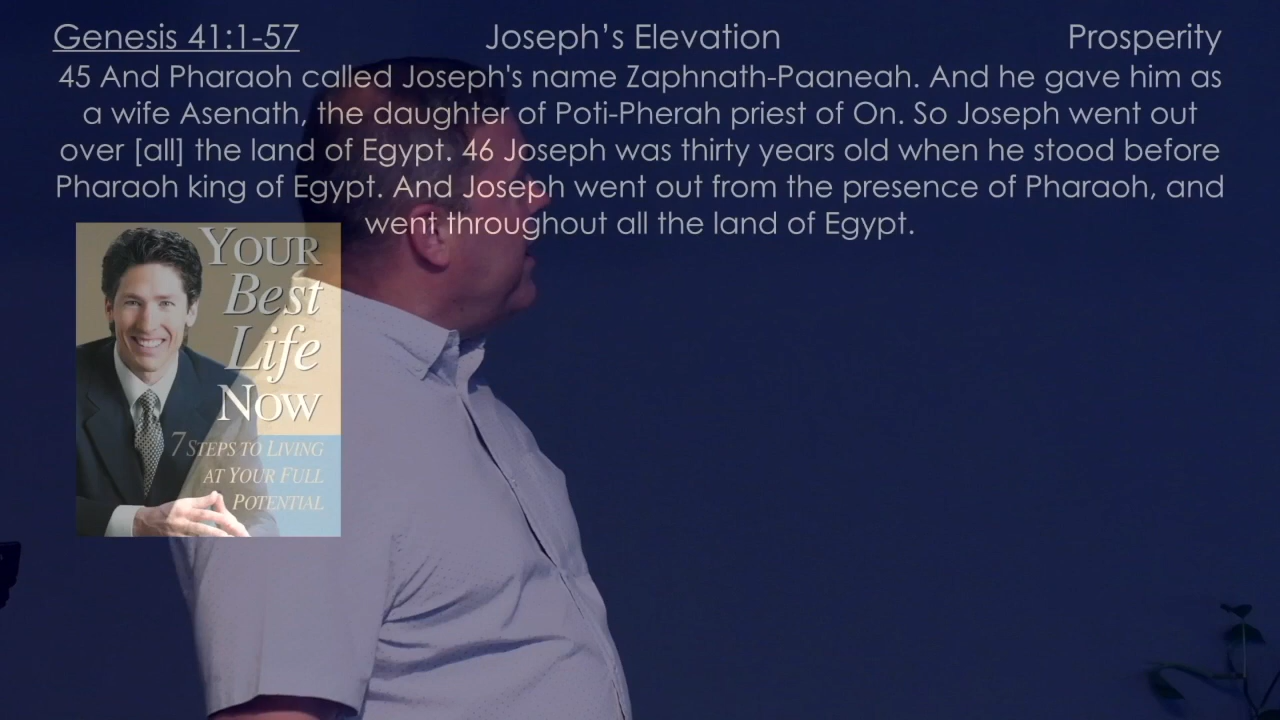 Genesis 41:1-57 Joseph’s Elevation Prosperity
45 And Pharaoh called Joseph's name Zaphnath-Paaneah. And he gave him as
a wife Asenath, the daughter of Poti-Pherah priest of On. So Joseph went out
over [all] the land of Egypt. 46 Joseph was thirty years old when he stood before
Pharaoh king of Egypt. And Joseph went out from the presence of Pharaoh, and
went throughout all the land of Egypt.
YOUR
Best
Life
NOW
7 STEPS TO LIVING
AT YOUR FULL
POTENTIAL